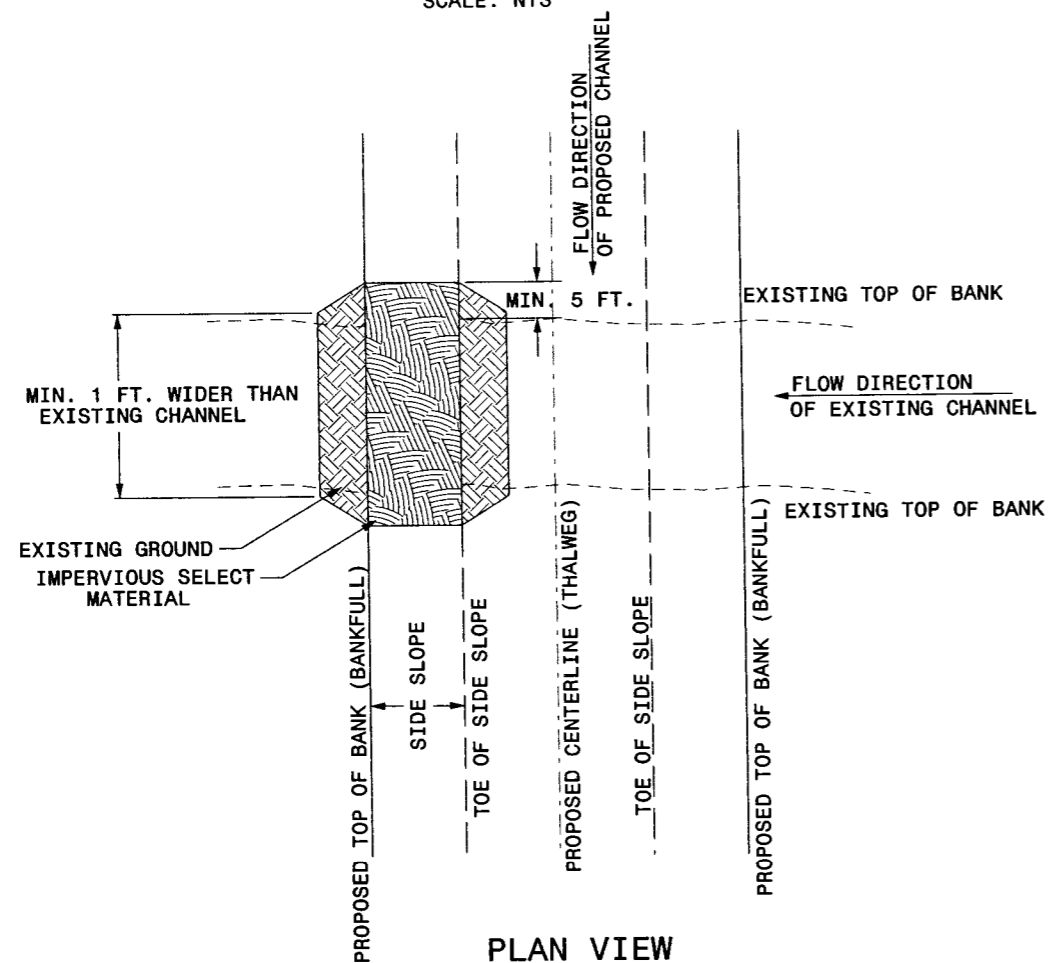 SCALE: NTS
FLOW DIRECTION
OF PROPOSED CHANNEL
MIN. 5 FT.
EXISTING TOP OF BANK
MIN. 1 FT. WIDER THAN
EXISTING CHANNEL
FLOW DIRECTION
OF EXISTING CHANNEL
EXISTING TOP OF BANK
EXISTING GROUND
IMPERVIOUS SELECT
MATERIAL
PROPOSED TOP OF BANK (BANKFULL)
SIDE SLOPE
TOE OF SIDE SLOPE
PROPOSED CENTERLINE (THALWEG)
TOE OF SIDE SLOPE
PROPOSED TOP OF BANK (BANKFULL)
PLAN VIEW